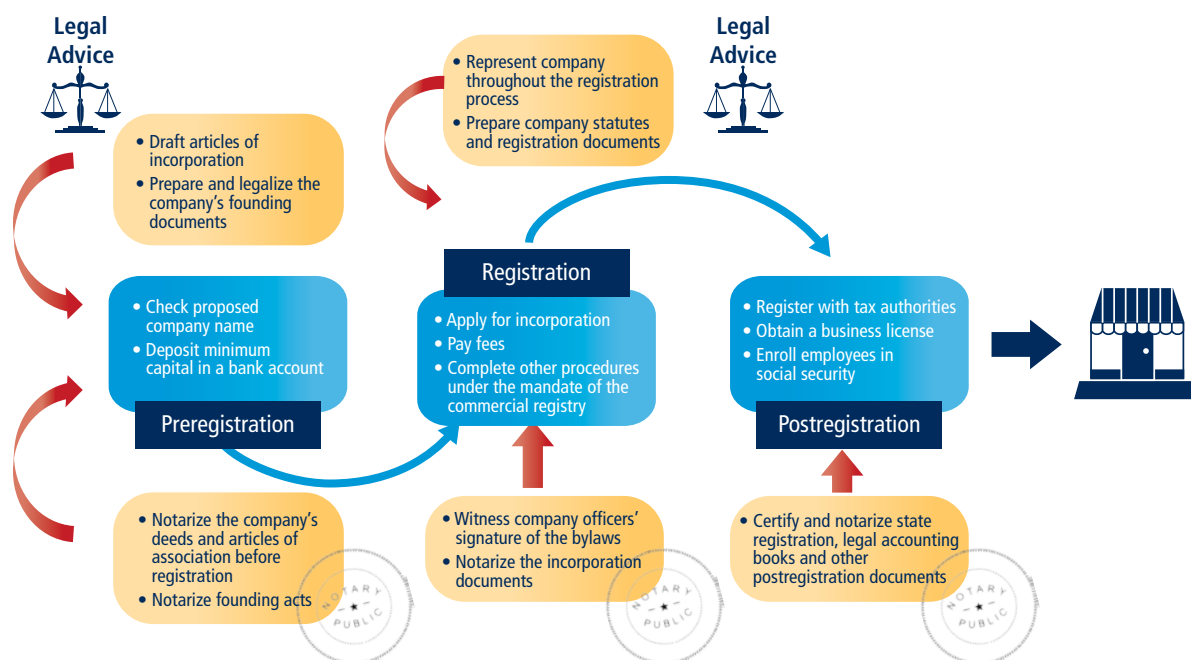 Legal
Advice
• Draft articles of
incorporation
• Prepare and legalize the
company's founding
documents
• Represent company
throughout the registration
process
• Prepare company statutes
and registration documents
Legal
Advice
• Check proposed
company name
• Deposit minimum
capital in a bank account
Preregistration
Registration
• Apply for incorporation
• Pay fees
• Complete other procedures
under the mandate of the
commercial registry
• Register with tax authorities
• Obtain a business license
• Enroll employees in
social security
Postregistration
• Notarize the company's
deeds and articles of
association before
registration
• Notarize founding acts
NOTARY
PUBLIC
• Witness company officers'
signature of the bylaws
• Notarize the incorporation
documents
NOTARY
PUBLIC
• Certify and notarize state
registration, legal accounting
books and other
postregistration documents
NOTARY
PUBLIC